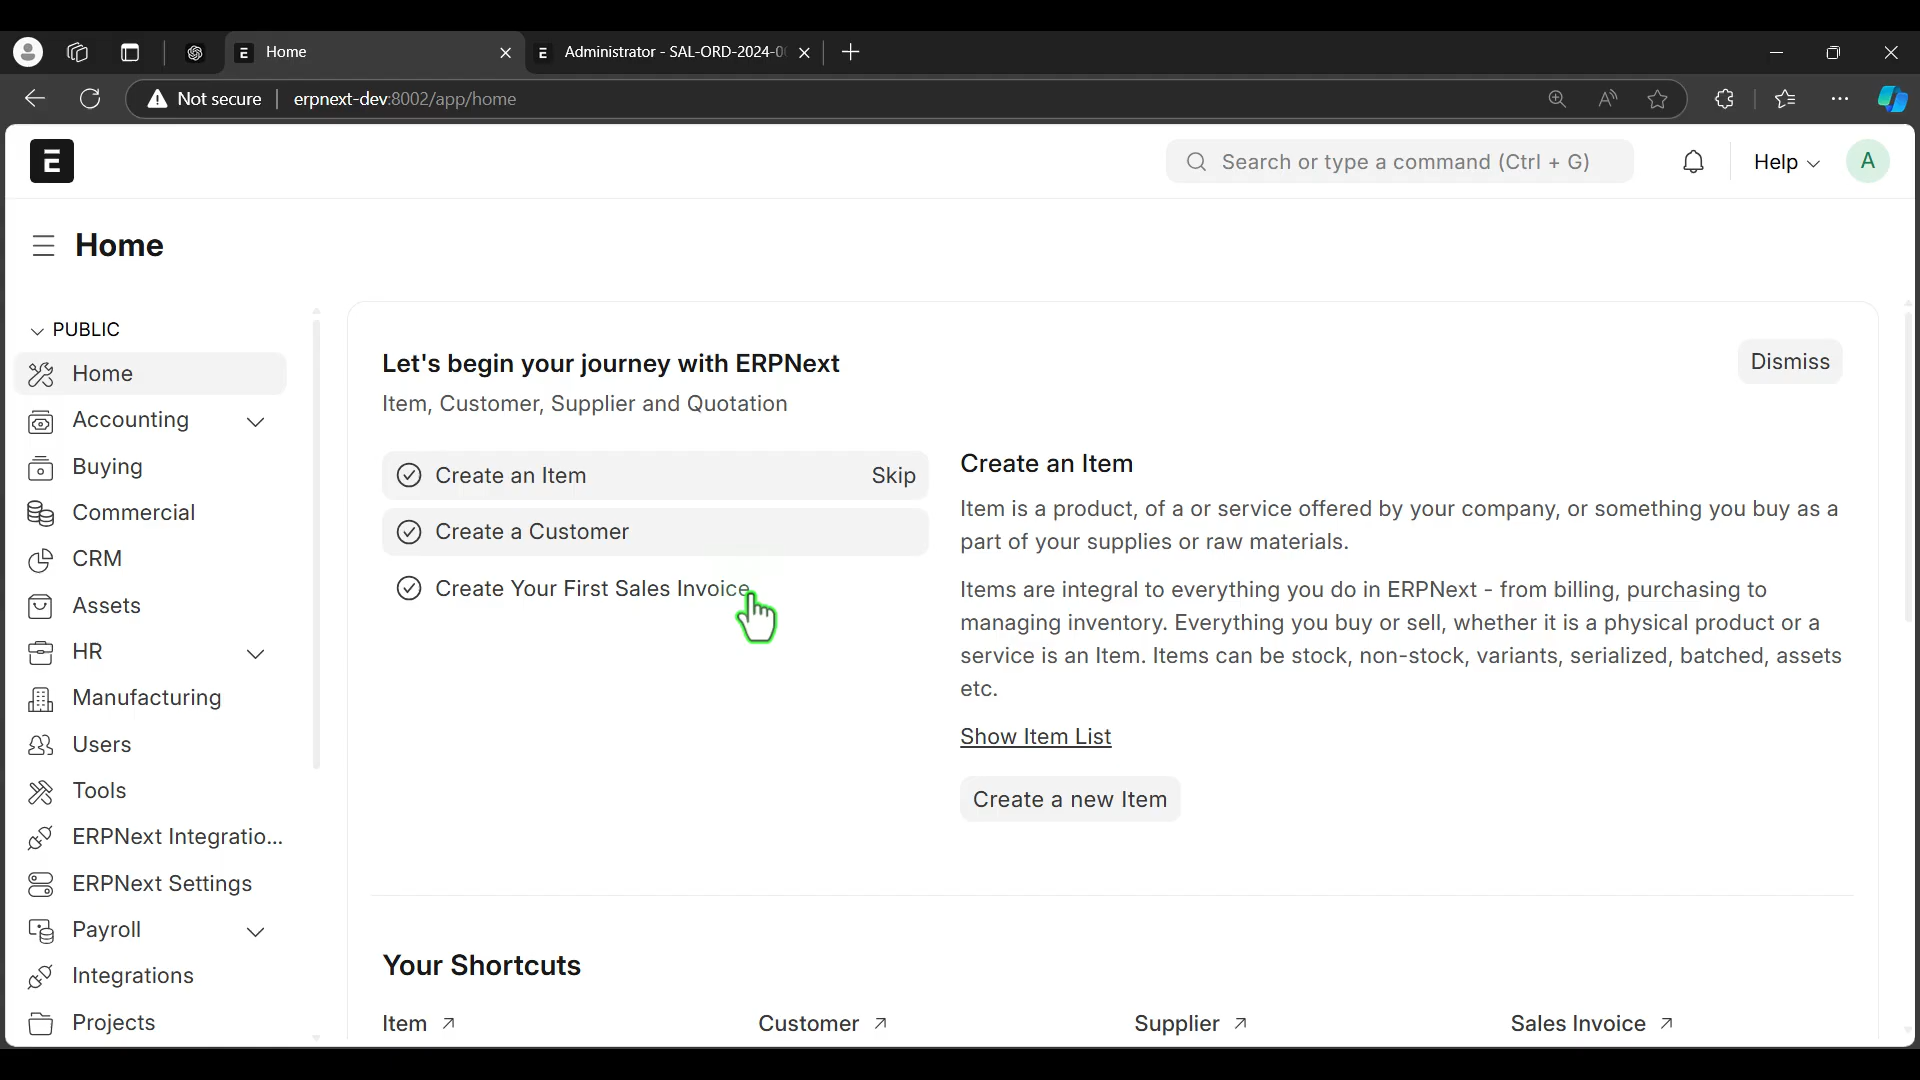 Home
Administrator - SAL-ORD-2024-0
Not secure
erpnext-dev:8002/app/home
E
Search or type a command (Ctrl + G)
Help
A
Home
PUBLIC
Home
Accounting
Buying
Commercial
CRM
Assets
HR
Manufacturing
Users
Tools
ERPNext Integratio...
ERPNext Settings
Payroll
Integrations
Projects
Let's begin your journey with ERPNext
Dismiss
Item, Customer, Supplier and Quotation
Create an Item
Skip
Create a Customer
Create Your First Sales Invoice
Create an Item
Item is a product, of a or service offered by your company, or something you buy as a
part of your supplies or raw materials.
Items are integral to everything you do in ERPNext - from billing, purchasing to
managing inventory. Everything you buy or sell, whether it is a physical product or a
service is an Item. Items can be stock, non-stock, variants, serialized, batched, assets
etc.
Show Item List
Create a new Item
Your Shortcuts
Item
Customer
Supplier
Sales Invoice